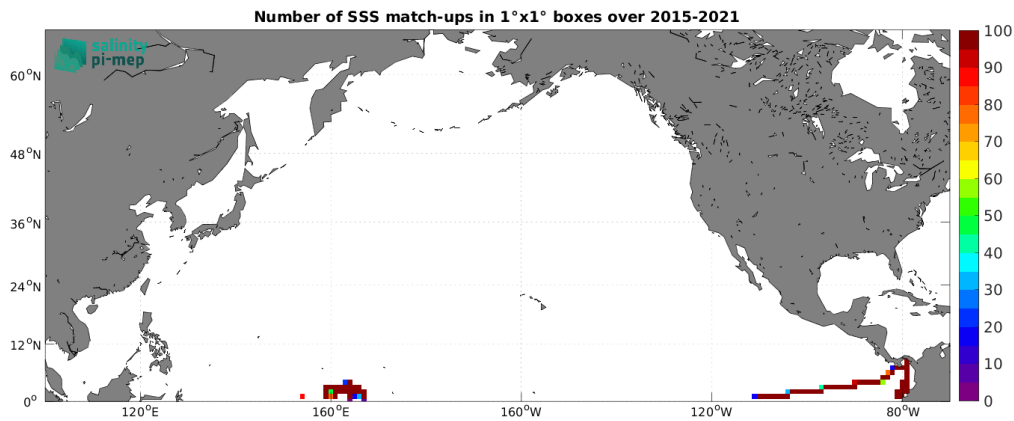 Number of SSS match-ups in 1°x1° boxes over 2015-2021
salinity
pi-mep
60°N
48°N
36°N
24°N
12°N
0°
120°E
160°E
160°W
120°W
80°W
100
90
80
70
60
50
40
30
20
10
0